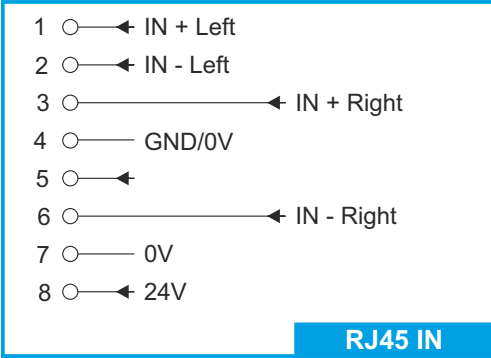 1 IN + Left
2 IN - Left
3 IN + Right
4 GND/0V
5
6 IN - Right
7 0V
8 24V
RJ45 IN